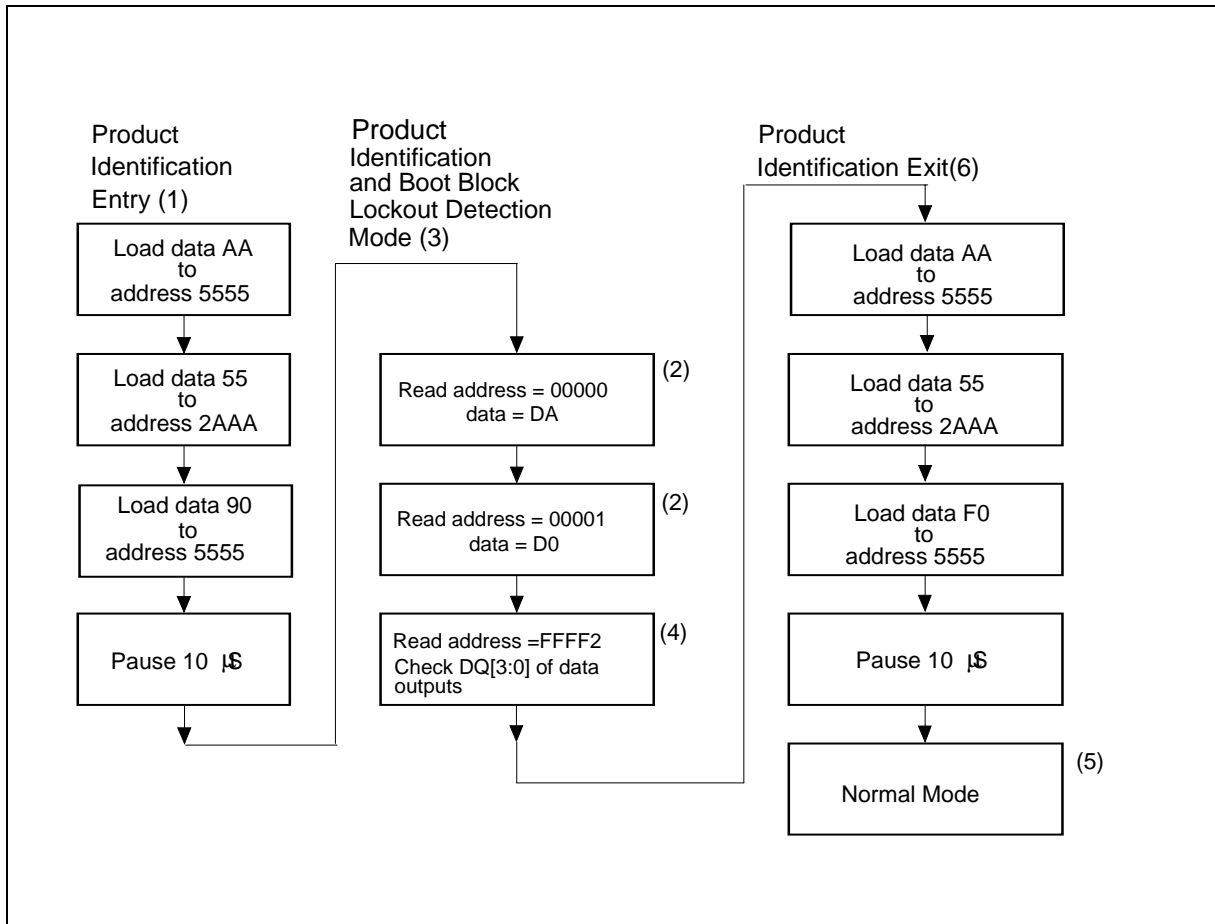 Product
Identification
Entry (1)
Load data AA
to
address 5555
Load data 55
to
address 2AAA
Load data 90
to
address 5555
Pause 10 µS
Product
Identification
and Boot Block
Lockout Detection
Mode (3)
Read address = 00000
data = DA
(2)
Read address = 00001
data = D0
(2)
Read address =FFFF2
Check DQ[3:0] of data
outputs
(4)
Product
Identification Exit(6)
Load data AA
to
address 5555
Load data 55
to
address 2AAA
Load data F0
to
address 5555
Pause 10 µS
Normal Mode
(5)